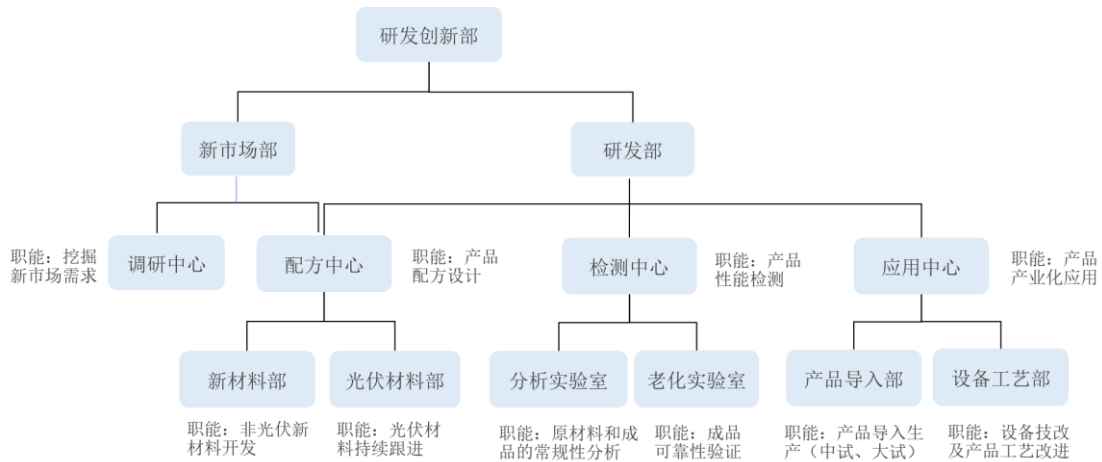 研发创新部
新市场部
研发部
职能：挖掘
新市场需求
调研中心
配方中心
职能：产品
配方设计
检测中心
职能：产品
性能检测
应用中心
职能：产品
产业化应用
新材料部
光伏材料部
分析实验室
老化实验室
产品导入部
设备工艺部
职能：非光伏新
材料开发
职能：光伏材
料持续跟进
职能：原材料和成
品的常规性分析
职能：成品
可靠性验证
职能：产品导入生
产（中试、大试）
职能：设备技改
及产品工艺改进